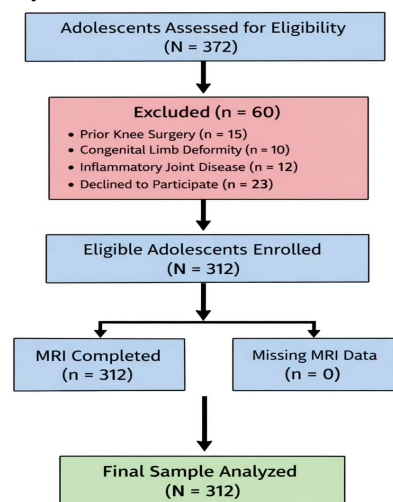 Adolescents Assessed for Eligibility
(N = 372)
Excluded (n = 60)
• Prior Knee Surgery (n = 15)
• Congenital Limb Deformity (n = 10)
• Inflammatory Joint Disease (n = 12)
• Declined to Participate (n = 23)
Eligible Adolescents Enrolled
(N = 312)
MRI Completed
(n = 312)
Missing MRI Data
(n = 0)
Final Sample Analyzed
(N = 312)